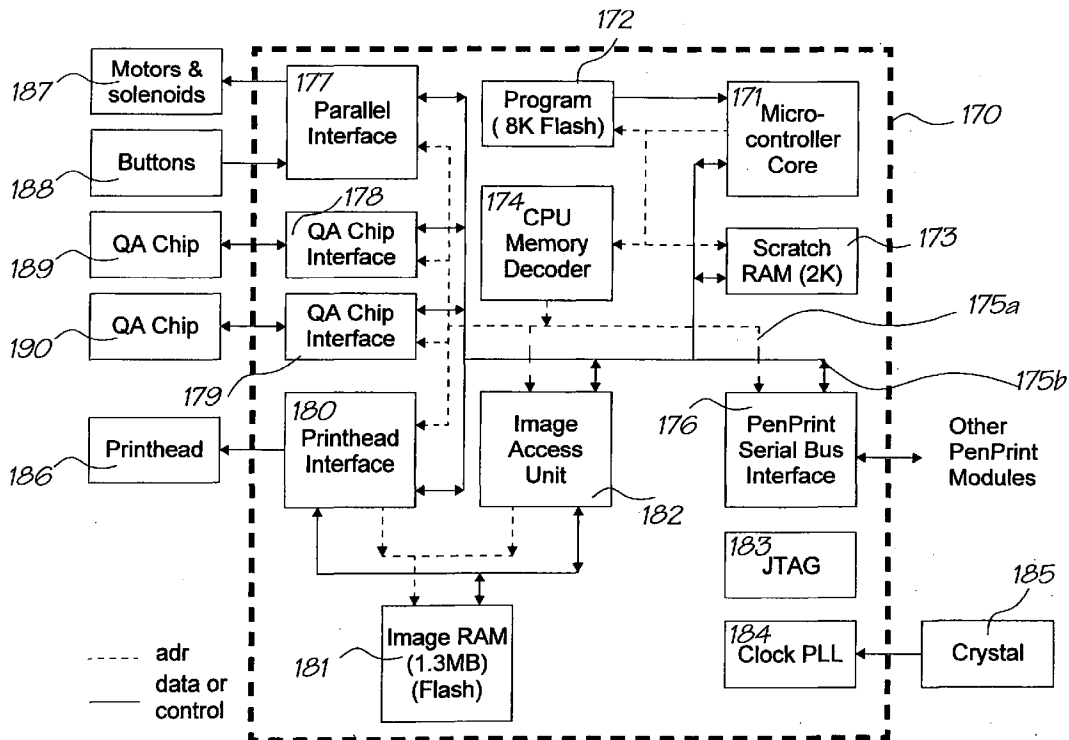 172
Motors &
solenoids
187
177
Parallel
Interface
Program
( 8K Flash)
171
Micro-
controller
Core
170
Buttons
188
178
QA Chip
189
QA Chip
Interface
174
CPU
Memory
Decoder
Scratch
RAM (2K)
173
QA Chip
190
QA Chip
Interface
179
175a
175b
Printhead
186
180
Printhead
Interface
Image
Access
Unit
182
176
PenPrint
Serial Bus
Interface
Other
PenPrint
Modules
183
JTAG
185
184
Clock PLL
Crystal
Image RAM
(1.3MB)
(Flash)
181
adr
data or
control